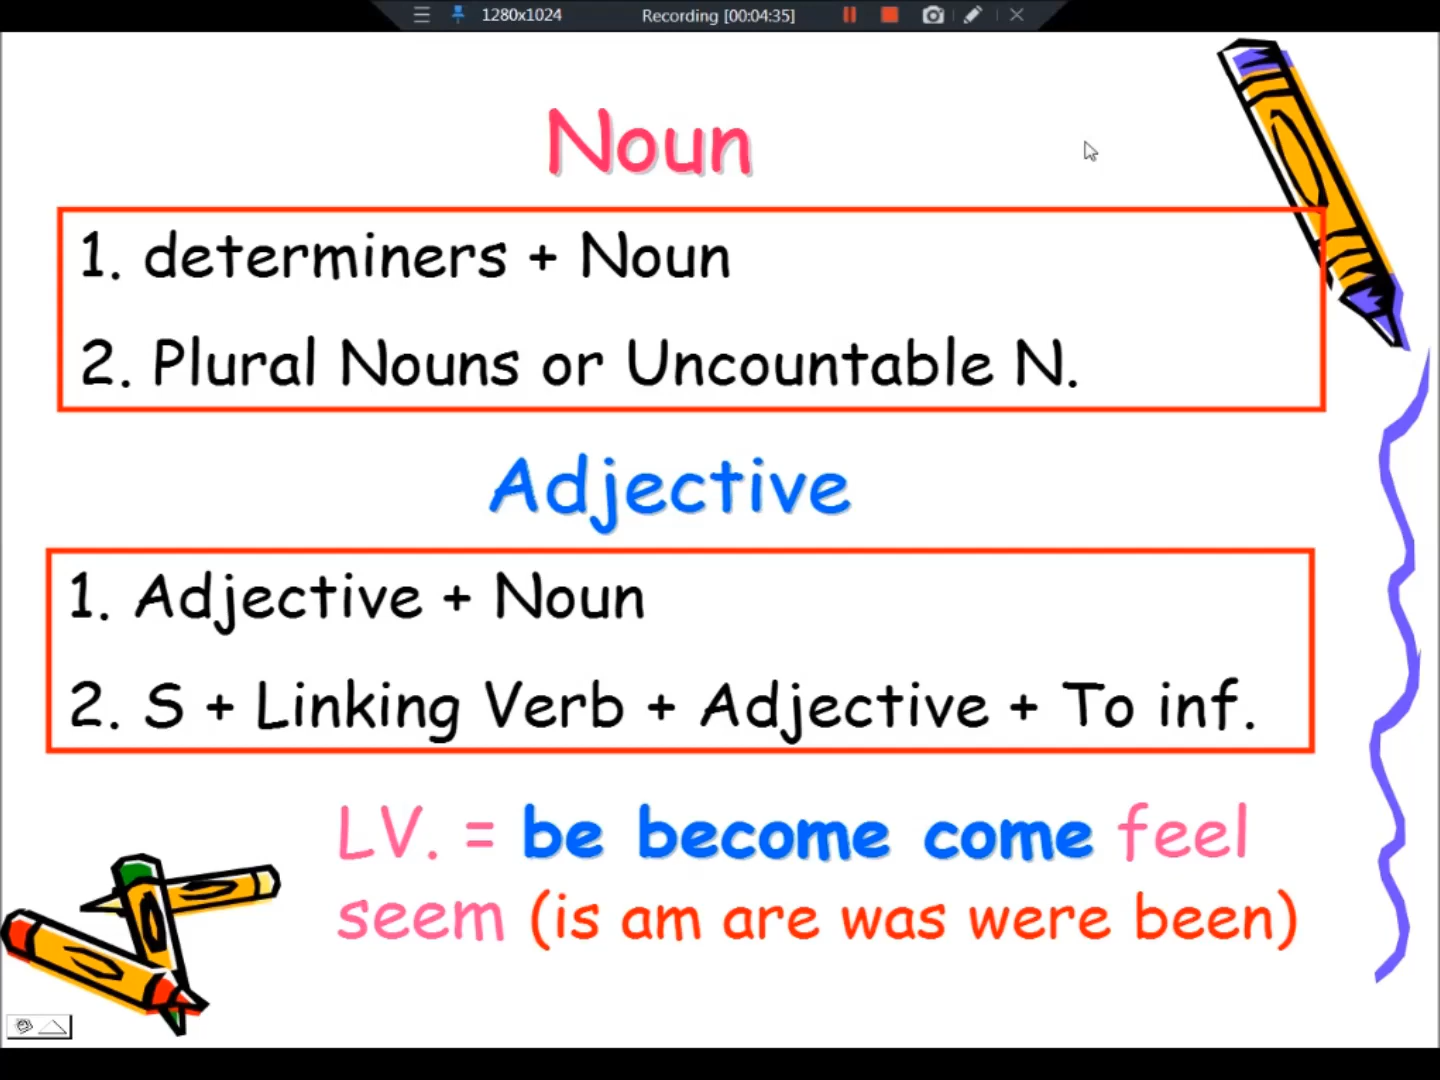 1280x1024 Recording [00:04:35]
Noun
1. determiners + Noun
2. Plural Nouns or Uncountable N.
Adjective
1. Adjective + Noun
2. S + Linking Verb + Adjective + To inf.
LV. = be become come feel
seem (is am are was were been)